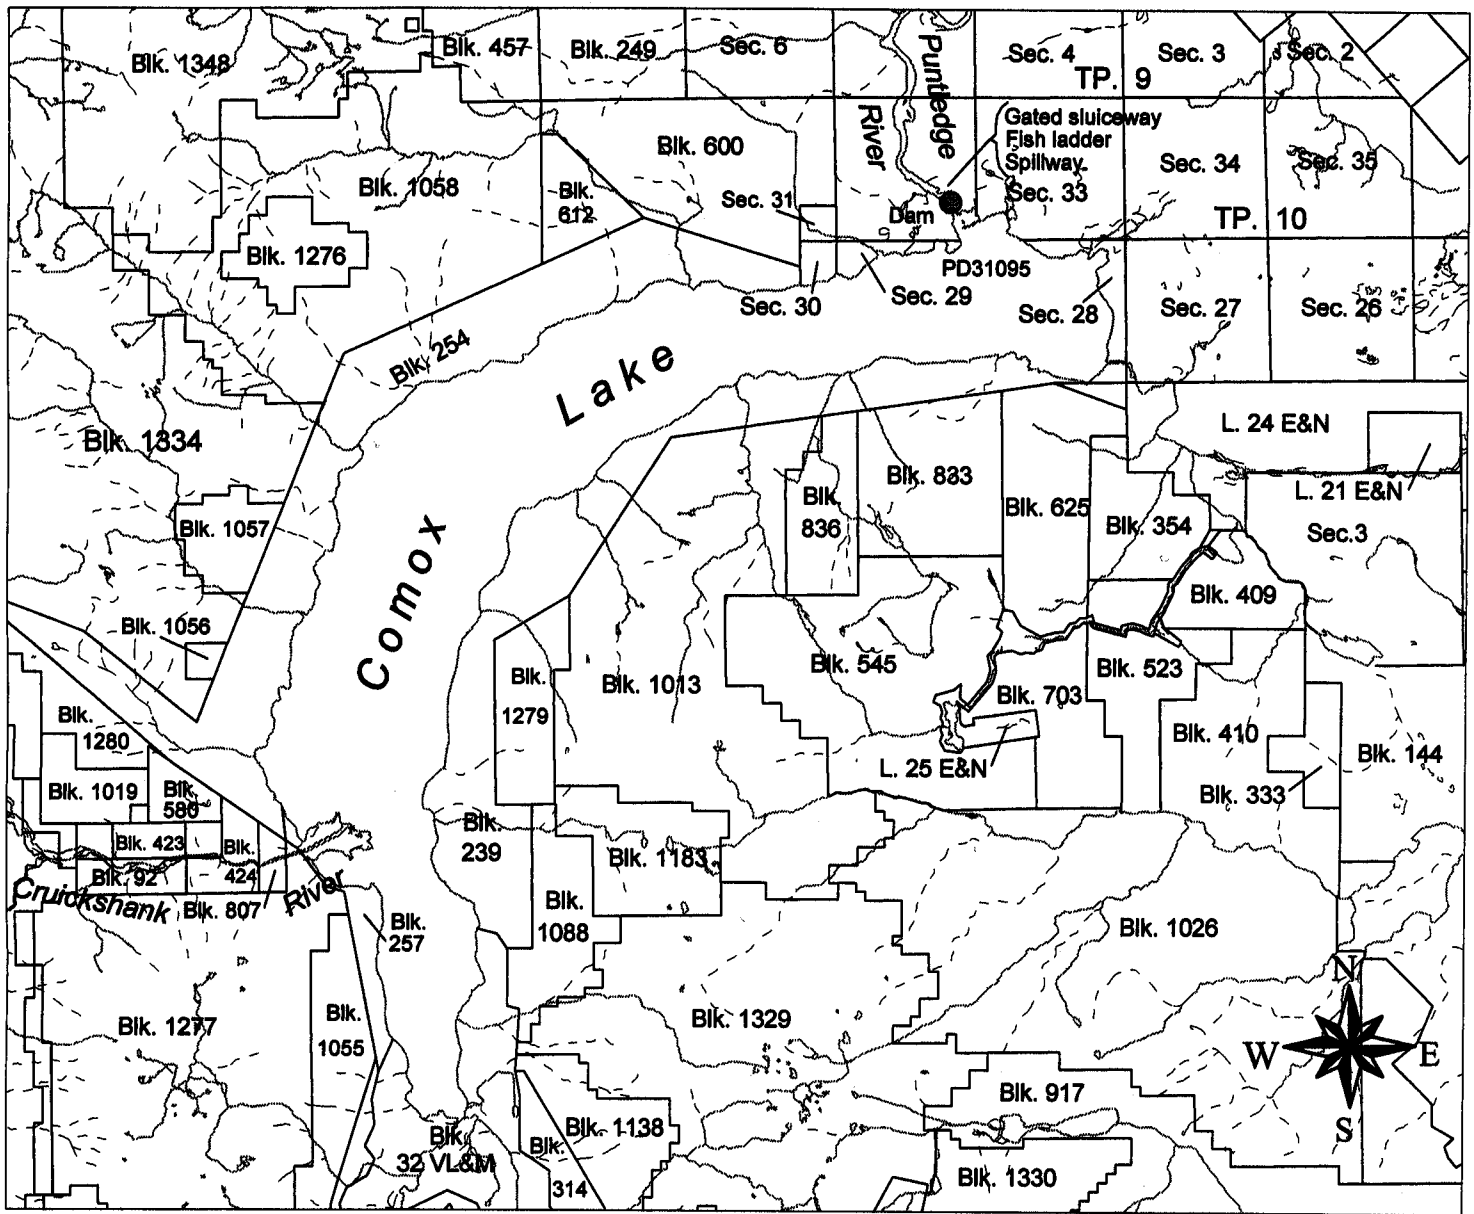 Blk. 1348
Blk. 457
Blk. 249
Sec. 6
Puntledge
River
Sec. 4
Sec. 3
Sec. 2
TP. 9
Gated sluiceway
Fish ladder
Spillway
Blk. 600
Sec. 34
Sec. 35
Blk. 1058
Blk.
612
Sec. 31
Dam
Sec. 33
TP. 10
Blk. 1276
PD31095
Sec. 30
Sec. 29
Sec. 28
Sec. 27
Sec. 26
Blk. 254
Lake
Blk. 1334
L. 24 E&N
Blk. 833
L. 21 E&N
Blk. 1057
Blk.
836
Blk. 625
Blk. 354
Sec.3
Comox
Blk. 409
Blk. 1056
Blk. 545
Blk. 523
Blk.
1279
Blk. 1013
Blk. 703
Blk.
1280
Blk. 410
Blk. 144
L. 25 E&N
Blk. 1019
Blk.
580
Blk. 333
Blk. 423
Blk.
424
Blk.
239
Blk. 1183
Blk. 92
Cruickshank
River
Blk. 807
Blk.
257
Blk.
1088
Blk. 1026
N
Blk. 1277
Blk.
1055
Blk. 1329
W
E
Blk. 917
S
Blk. 1138
Blk.
32 VL&M
Blk.
314
Blk. 1330